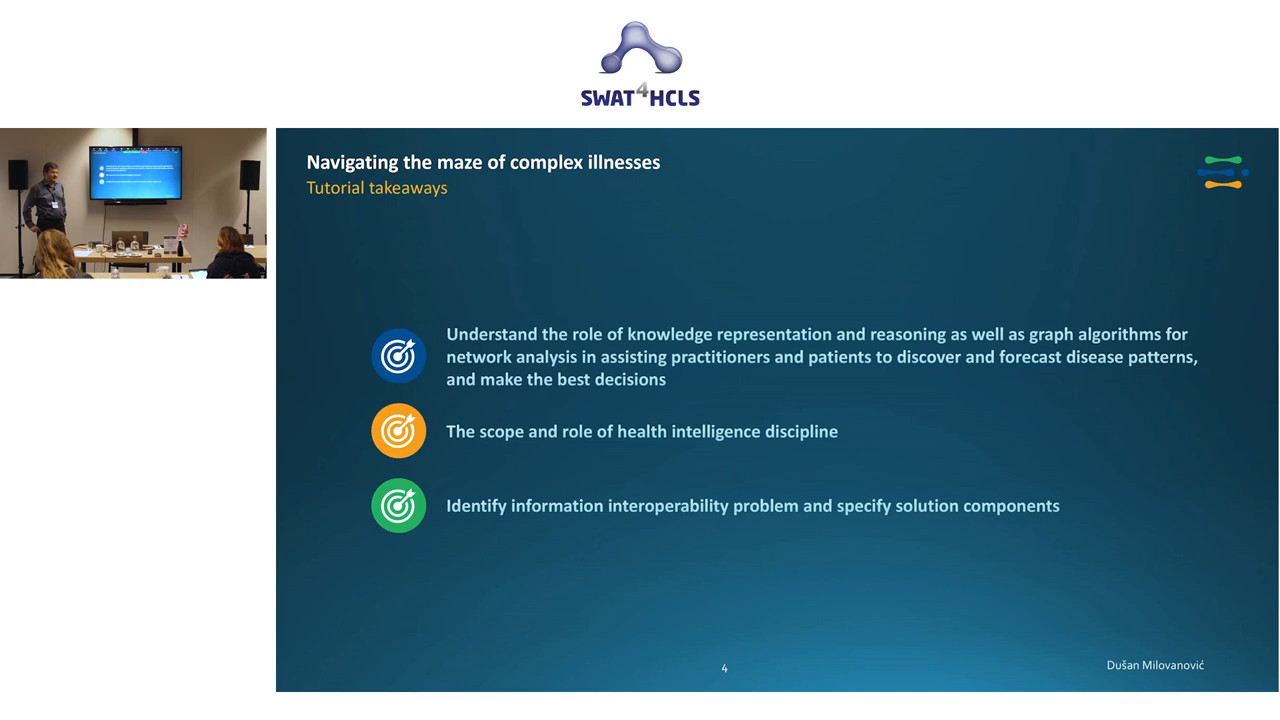 SWAT4HCLS
Navigating the maze of complex illnesses
Tutorial takeaways
Understand the role of knowledge representation and reasoning as well as graph algorithms for
network analysis in assisting practitioners and patients to discover and forecast disease patterns,
and make the best decisions
The scope and role of health intelligence discipline
Identify information interoperability problem and specify solution components
4
Dušan Milovanović